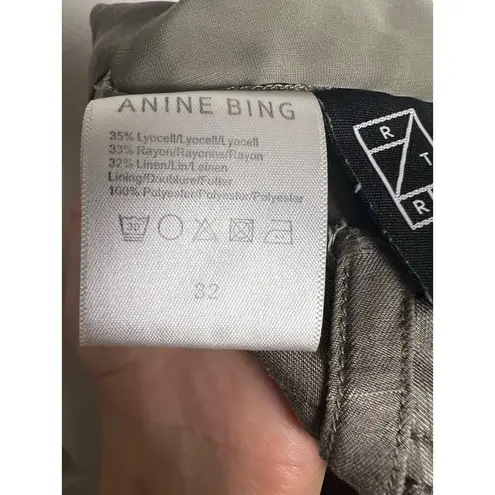 ANINE BING
35% Lyocell/Lyocell/Lyocell
33% Rayon/Rayonne/Rayon
32% Linen/Lin/Leinen
Lining/Doublure/Futter
100% Polyester/Polyester/Polyester
30
32
R
T
R